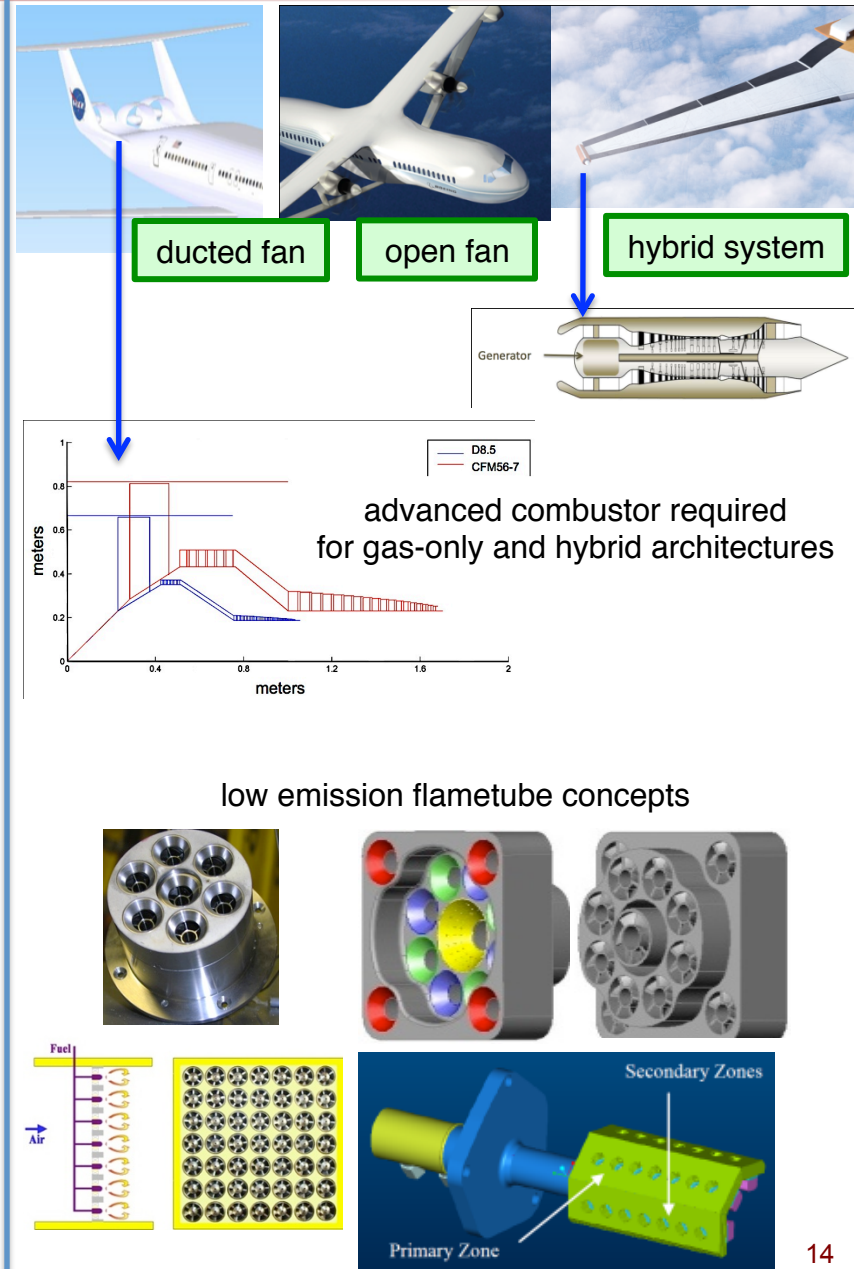 ducted fan
open fan
hybrid system
Generator
D8.5
CFM56-7
1
0.8
0.6
0.4
0.2
0
meters
0
0.4
0.8
1.2
1.6
2
meters
advanced combustor required
for gas-only and hybrid architectures
low emission flametube concepts
Fuel
Air
Secondary Zones
Primary Zone
14